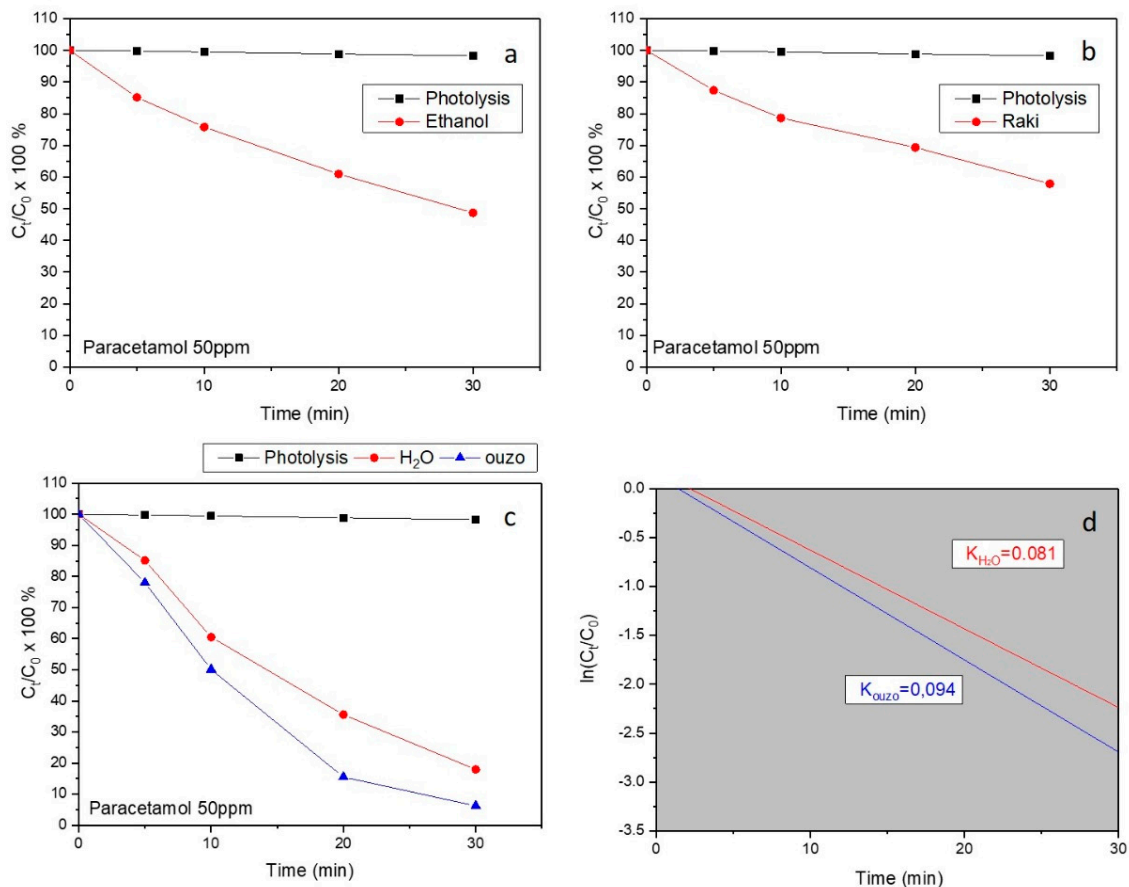 110
100
90
80
70
60
50
40
30
20
10
0
Cₜ/C₀ x 100 %
a
Photolysis
Ethanol
Paracetamol 50ppm
0 10 20 30
Time (min)
110
100
90
80
70
60
50
40
30
20
10
0
Cₜ/C₀ x 100 %
b
Photolysis
Raki
Paracetamol 50ppm
0 10 20 30
Time (min)
Photolysis H₂O ouzo
110
100
90
80
70
60
50
40
30
20
10
0
Cₜ/C₀ x 100 %
c
Paracetamol 50ppm
0 10 20 30
Time (min)
0.0
-0.5
-1.0
-1.5
-2.0
-2.5
-3.0
-3.5
ln(Cₜ/C₀)
d
K_H₂O=0.081
Kouzo=0,094
0 10 20 30
Time (min)